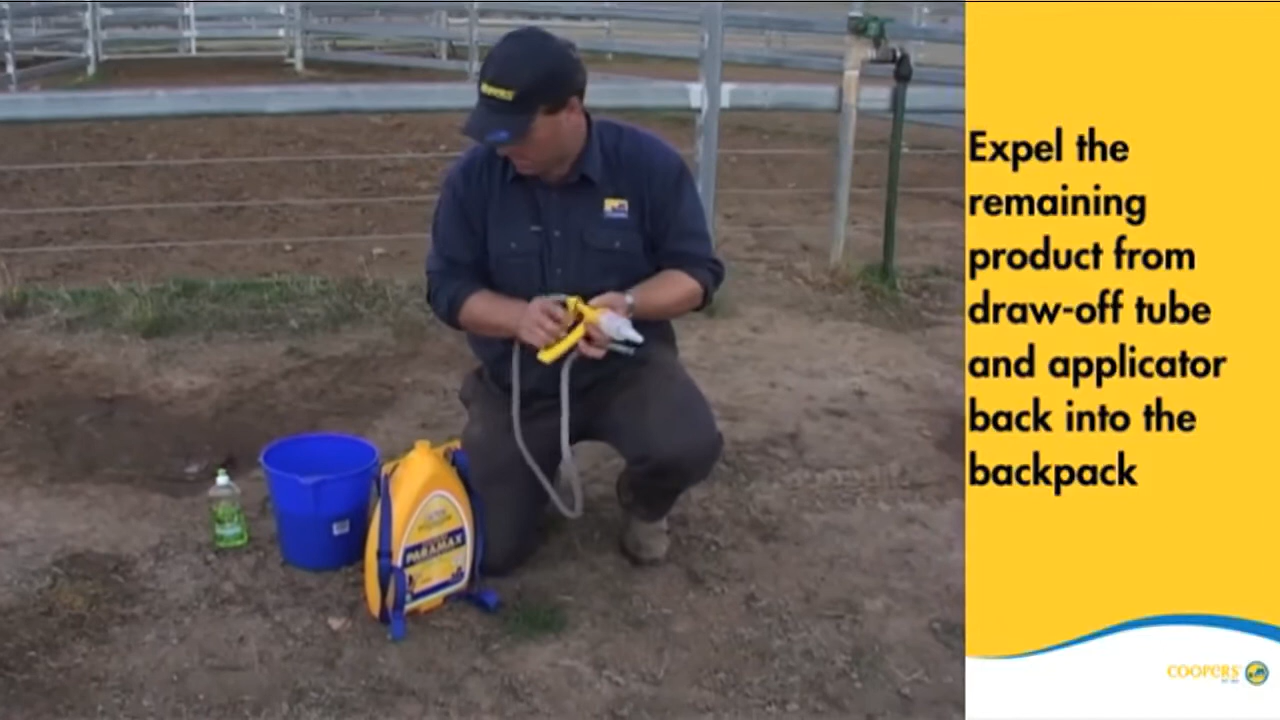 Expel the
remaining
product from
draw-off tube
and applicator
back into the
backpack
PARAMAX
COOPERS